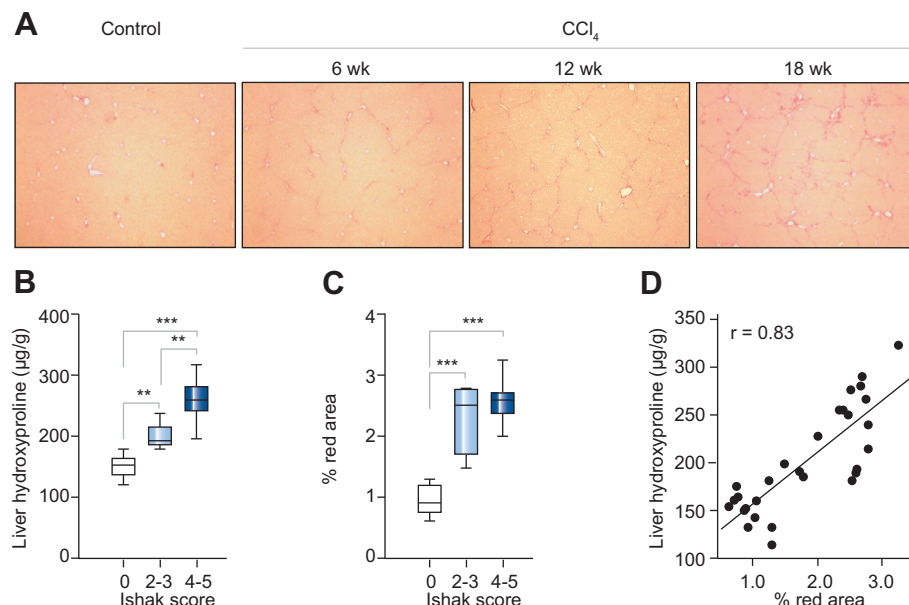 A
Control
CCl4
6 wk
12 wk
18 wk
B
Liver hydroxyproline (µg/g)
400
300
200
100
0
***
**
**
0 2-3 4-5
Ishak score
C
% red area
4
3
2
1
0
***
***
0 2-3 4-5
Ishak score
D
Liver hydroxyproline (µg/g)
350
300
250
200
150
100
r = 0.83
1.0 2.0 3.0
% red area